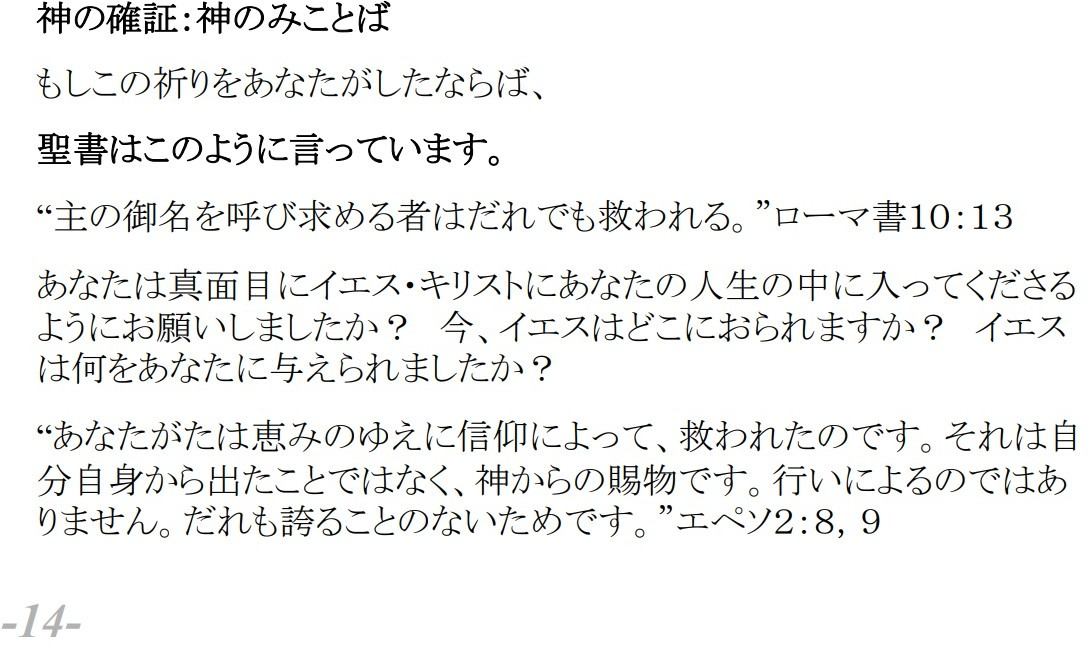 神の確証：神のみことば
もしこの祈りをあなたがしたならば、
聖書はこのように言っています。
“主の御名を呼び求める者はだれでも救われる。”ローマ書10：13
あなたは真面目にイエス・キリストにあなたの人生の中に入ってくださる
ようにお願いしましたか？　今、イエスはどこにおられますか？　イエス
は何をあなたに与えられましたか？
“あなたがたは恵みのゆえに信仰によって、救われたのです。それは自
分自身から出たことではなく、神からの賜物です。行いによるのではあ
りません。だれも誇ることのないためです。”エペソ2：8，9
-14-